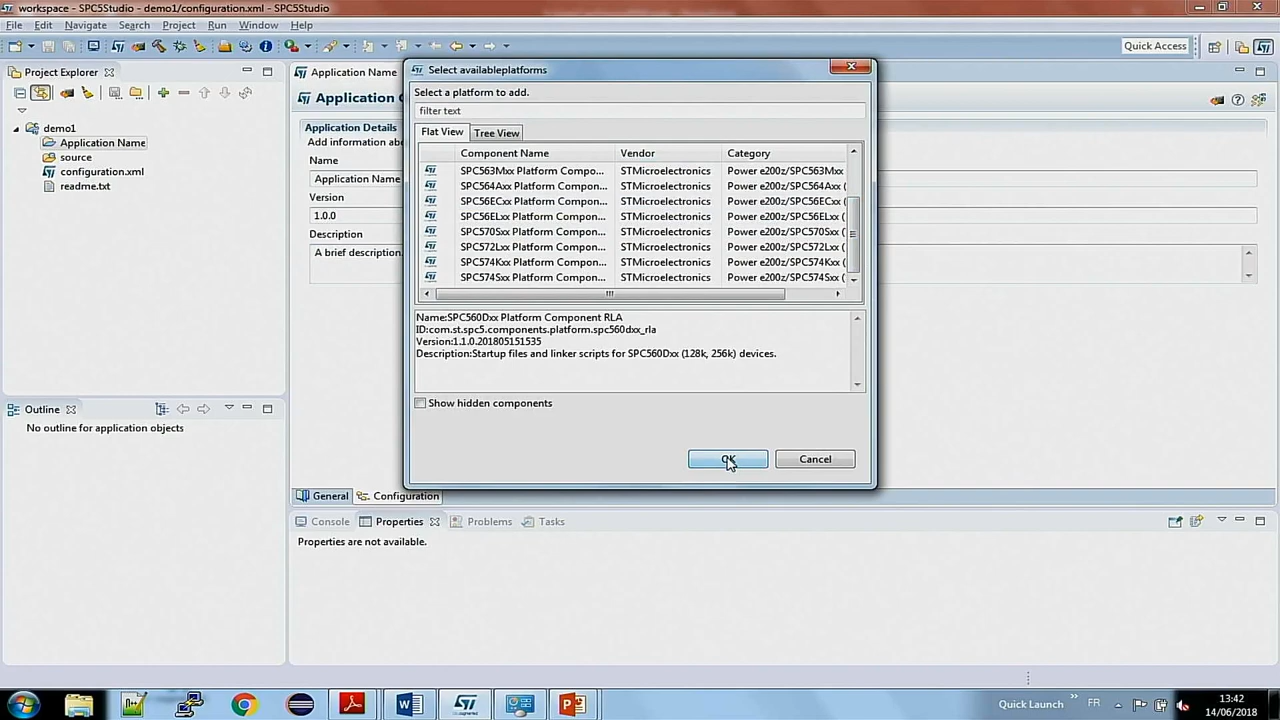 workspace - SPC5Studio - demo1/configuration.xml - SPC5Studio
File Edit Navigate Search Project Run Window Help
Quick Access
Project Explorer
demo1
Application Name
source
configuration.xml
readme.txt
Outline
No outline for application objects
Application Name
Application
Application Details
Add information abo
Name
Application Name
Version
1.0.0
Description
A brief description.
General Configuration
Console Properties Problems Tasks
Properties are not available.
Select availableplatforms
Select a platform to add.
filter text
Flat View Tree View
Component Name Vendor Category
SPC563Mxx Platform Compo... STMicroelectronics Power e200z/SPC563Mxx
SPC564Axx Platform Compon... STMicroelectronics Power e200z/SPC564Axx (
SPC56ECxx Platform Compon... STMicroelectronics Power e200z/SPC56ECxx (
SPC56ELxx Platform Compon... STMicroelectronics Power e200z/SPC56ELxx (
SPC570Sxx Platform Compon... STMicroelectronics Power e200z/SPC570Sxx (
SPC572Lxx Platform Compon... STMicroelectronics Power e200z/SPC572Lxx (
SPC574Kxx Platform Compon... STMicroelectronics Power e200z/SPC574Kxx (
SPC574Sxx Platform Compon... STMicroelectronics Power e200z/SPC574Sxx (
Name:SPC560Dxx Platform Component RLA
ID:com.st.spc5.components.platform.spc560dxx_rla
Version:1.1.0.201805151535
Description:Startup files and linker scripts for SPC560Dxx (128k, 256k) devices.
Show hidden components
OK Cancel
Quick Launch FR 13:42
14/06/2018